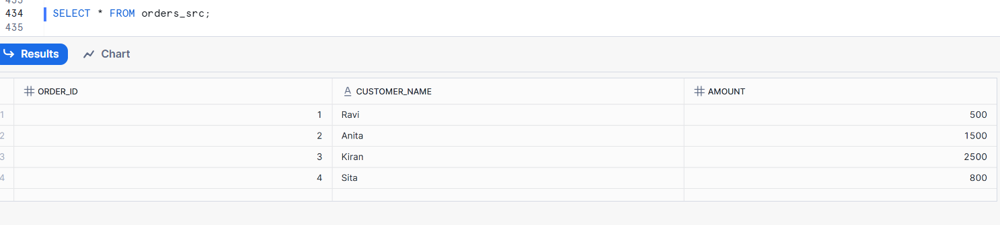 434 SELECT * FROM orders_src;
435
Results Chart
ORDER_ID CUSTOMER_NAME AMOUNT
1 1 Ravi 500
2 2 Anita 1500
3 3 Kiran 2500
4 4 Sita 800